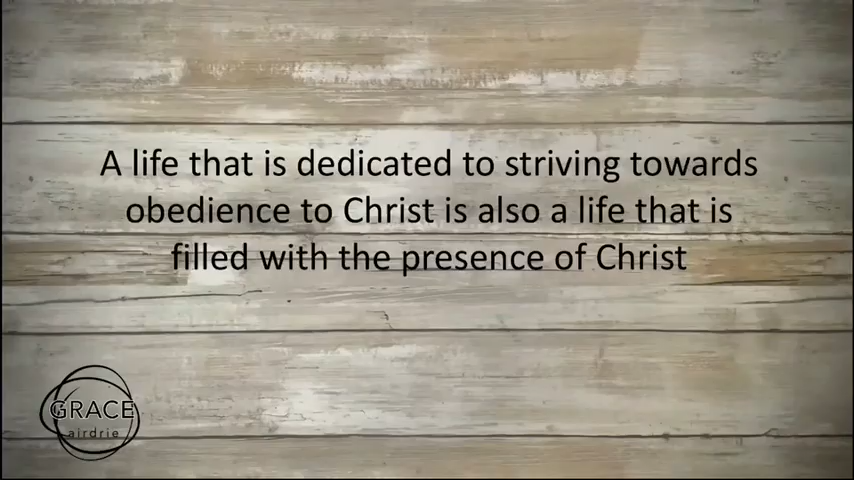 A life that is dedicated to striving towards
obedience to Christ is also a life that is
filled with the presence of Christ
GRACE
airdrie